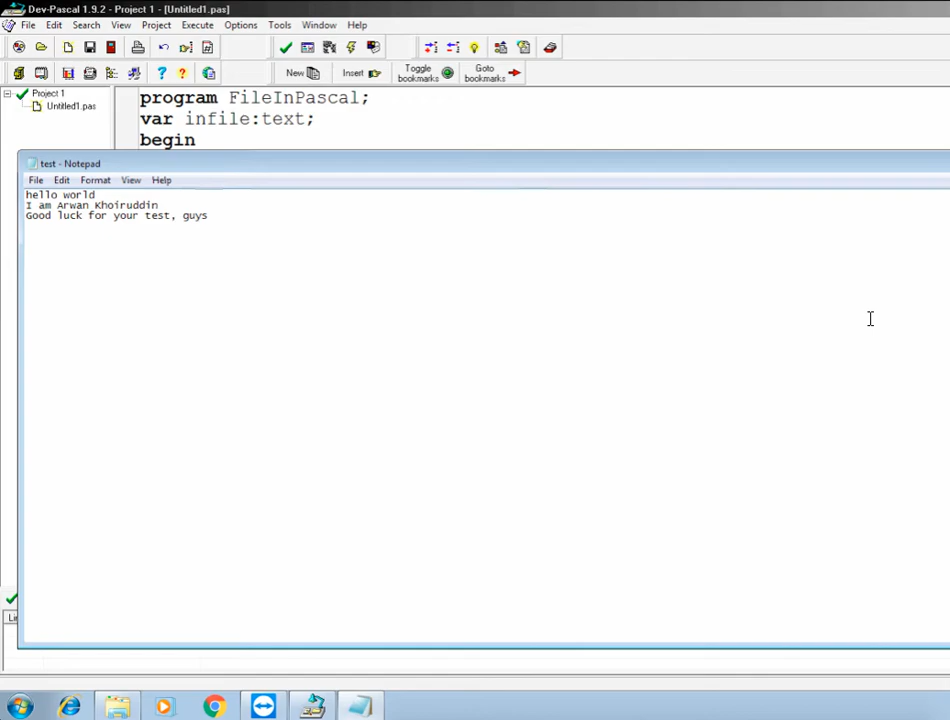 Dev-Pascal 1.9.2 - Project 1 - [Untitled1.pas]
File Edit Search View Project Execute Options Tools Window Help
New Insert Toggle bookmarks Goto bookmarks
Project 1
Untitled1.pas
program FileInPascal;
var infile:text;
begin
test - Notepad
File Edit Format View Help
hello world
I am Arwan Khoiruddin
Good luck for your test, guys